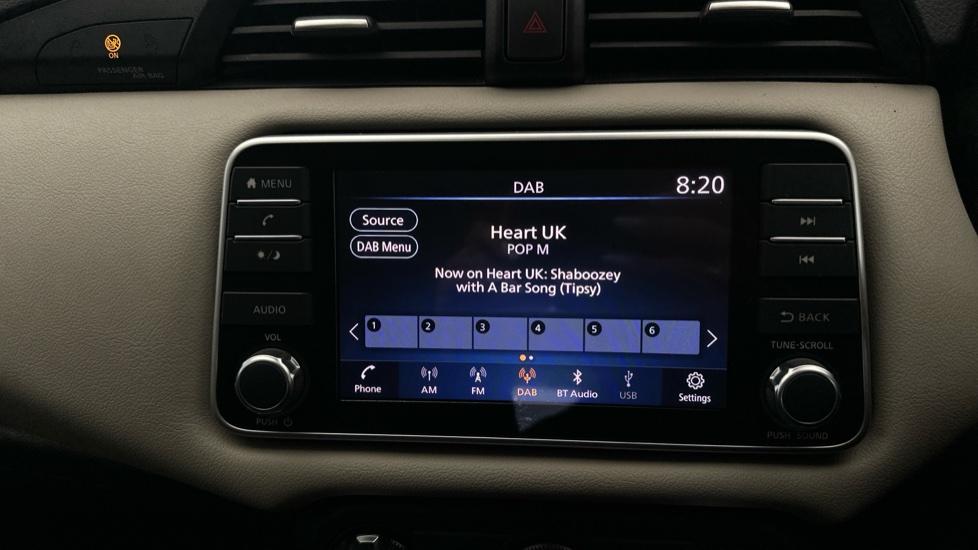 ON
PASSENGER
AIR BAG
MENU
AUDIO
VOL
PUSH
DAB
8:20
Source
DAB Menu
Heart UK
POP M
Now on Heart UK: Shaboozey
with A Bar Song (Tipsy)
1 2 3 4 5 6
Phone
AM
FM
DAB
BT Audio
USB
Settings
BACK
TUNE-SCROLL
PUSH SOUND